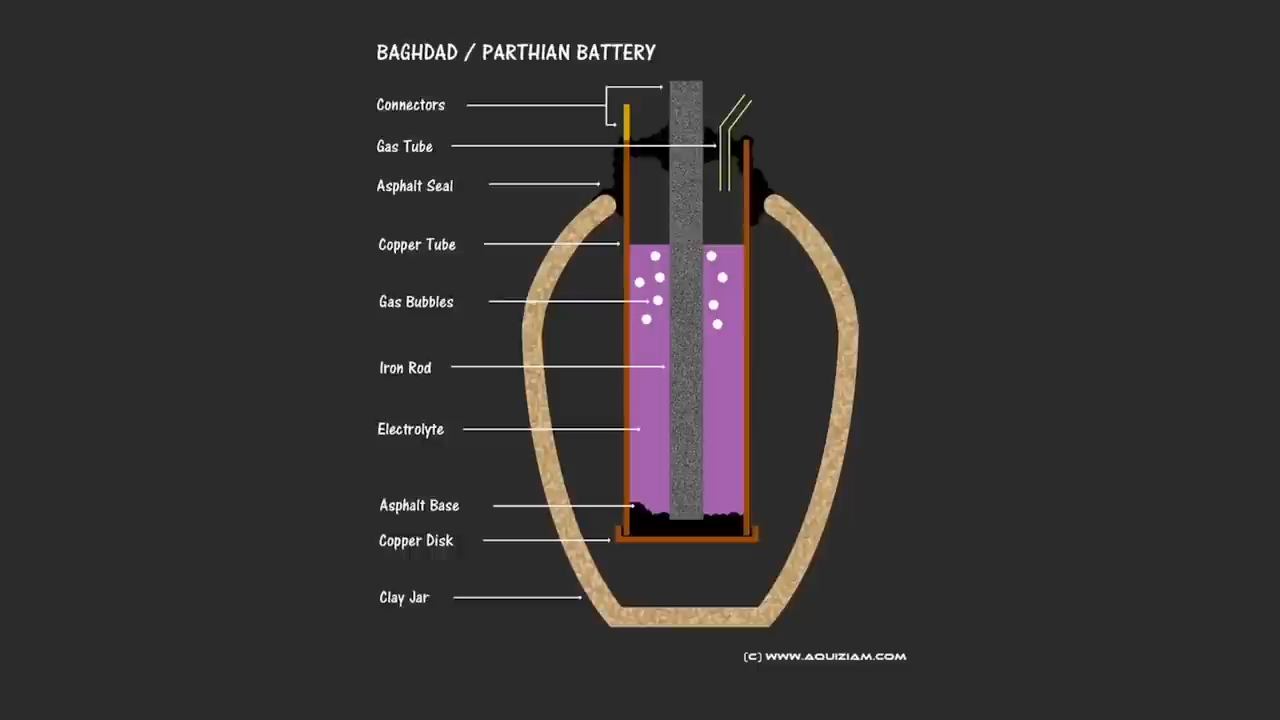 BAGHDAD / PARTHIAN BATTERY
Connectors
Gas Tube
Asphalt Seal
Copper Tube
Gas Bubbles
Iron Rod
Electrolyte
Asphalt Base
Copper Disk
Clay Jar
(C) WWW.AQUIZIAM.COM